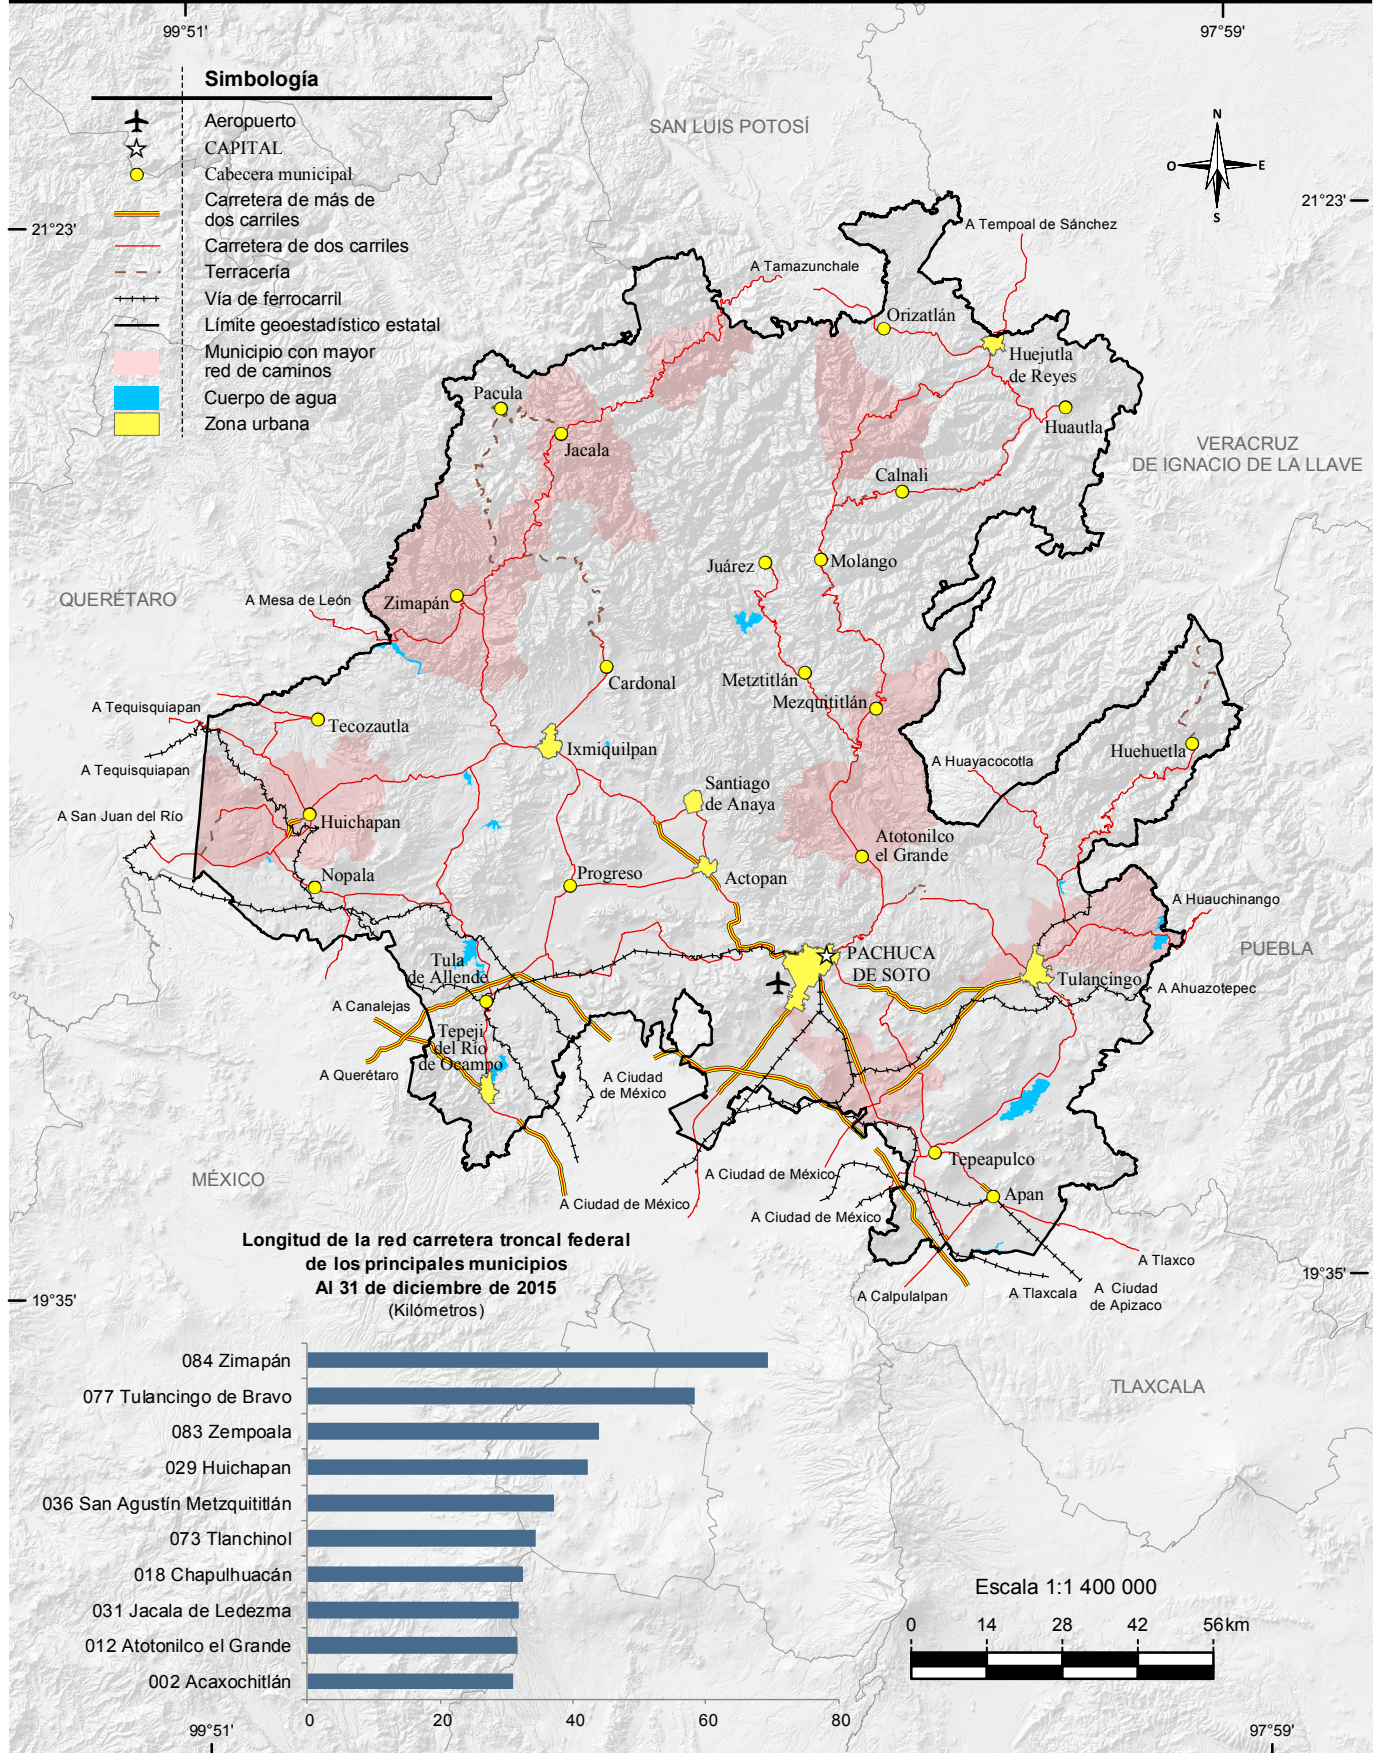 99°51'
97°59'
Simbología
Aeropuerto
CAPITAL
Cabecera municipal
Carretera de más de
dos carriles
Carretera de dos carriles
Terracería
Vía de ferrocarril
Límite geoestadístico estatal
Municipio con mayor
red de caminos
Cuerpo de agua
Zona urbana
SAN LUIS POTOSÍ
N
O
E
S
21°23'
21°23'
A Tempoal de Sánchez
A Tamazunchale
Orizatlán
Huejutla
de Reyes
Pacula
Huautla
Jacala
VERACRUZ
DE IGNACIO DE LA LLAVE
Calnali
Juárez
Molango
QUERÉTARO
A Mesa de León
Zimapán
Cardonal
Metztitlán
Mezquititlán
A Tequisquiapan
Tecozautla
Ixmiquilpan
Huehuetla
A Tequisquiapan
A Huayacocotla
Santiago
de Anaya
A San Juan del Río
Huichapan
Atotonilco
el Grande
Nopala
Progreso
Actopan
A Huauchinango
PUEBLA
Tula
de Allende
PACHUCA
DE SOTO
Tulancingo
A Ahuazotepec
A Canalejas
Tepeji
del Río
de Ocampo
A Querétaro
A Ciudad
de México
MÉXICO
A Ciudad de México
A Ciudad de México
A Ciudad de México
Tepeapulco
Apan
A Tlaxco
A Calpulalpan
A Tlaxcala
A Ciudad
de Apizaco
19°35'
19°35'
Longitud de la red carretera troncal federal
de los principales municipios
Al 31 de diciembre de 2015
(Kilómetros)
084 Zimapán
077 Tulancingo de Bravo
083 Zempoala
029 Huichapan
036 San Agustín Metzquititlán
073 Tlanchinol
018 Chapulhuacán
031 Jacala de Ledezma
012 Atotonilco el Grande
002 Acaxochitlán
0 20 40 60 80
TLAXCALA
Escala 1:1 400 000
0 14 28 42 56 km
99°51'
97°59'